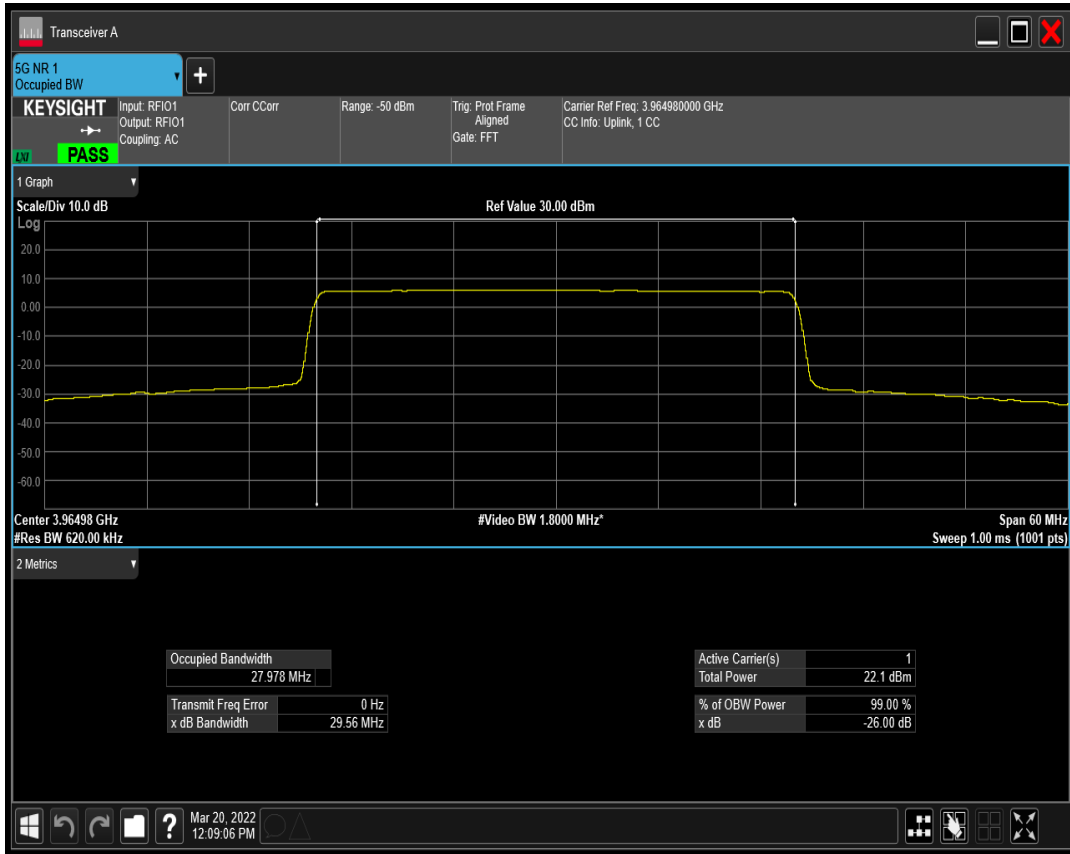 Transceiver A
5G NR 1
Occupied BW
KEYSIGHT
LXI
PASS
Input: RFIO1
Output: RFIO1
Coupling: AC
Corr CCorr
Range: -50 dBm
Trig: Prot Frame
Aligned
Gate: FFT
Carrier Ref Freq: 3.964980000 GHz
CC Info: Uplink, 1 CC
1 Graph
Scale/Div 10.0 dB
Ref Value 30.00 dBm
Log
20.0
10.0
0.00
-10.0
-20.0
-30.0
-40.0
-50.0
-60.0
Center 3.96498 GHz
#Video BW 1.8000 MHz*
Span 60 MHz
#Res BW 620.00 kHz
Sweep 1.00 ms (1001 pts)
2 Metrics
Occupied Bandwidth
27.978 MHz
Transmit Freq Error 0 Hz
x dB Bandwidth 29.56 MHz
Active Carrier(s) 1
Total Power 22.1 dBm
% of OBW Power 99.00 %
x dB -26.00 dB
?
Mar 20, 2022
12:09:06 PM